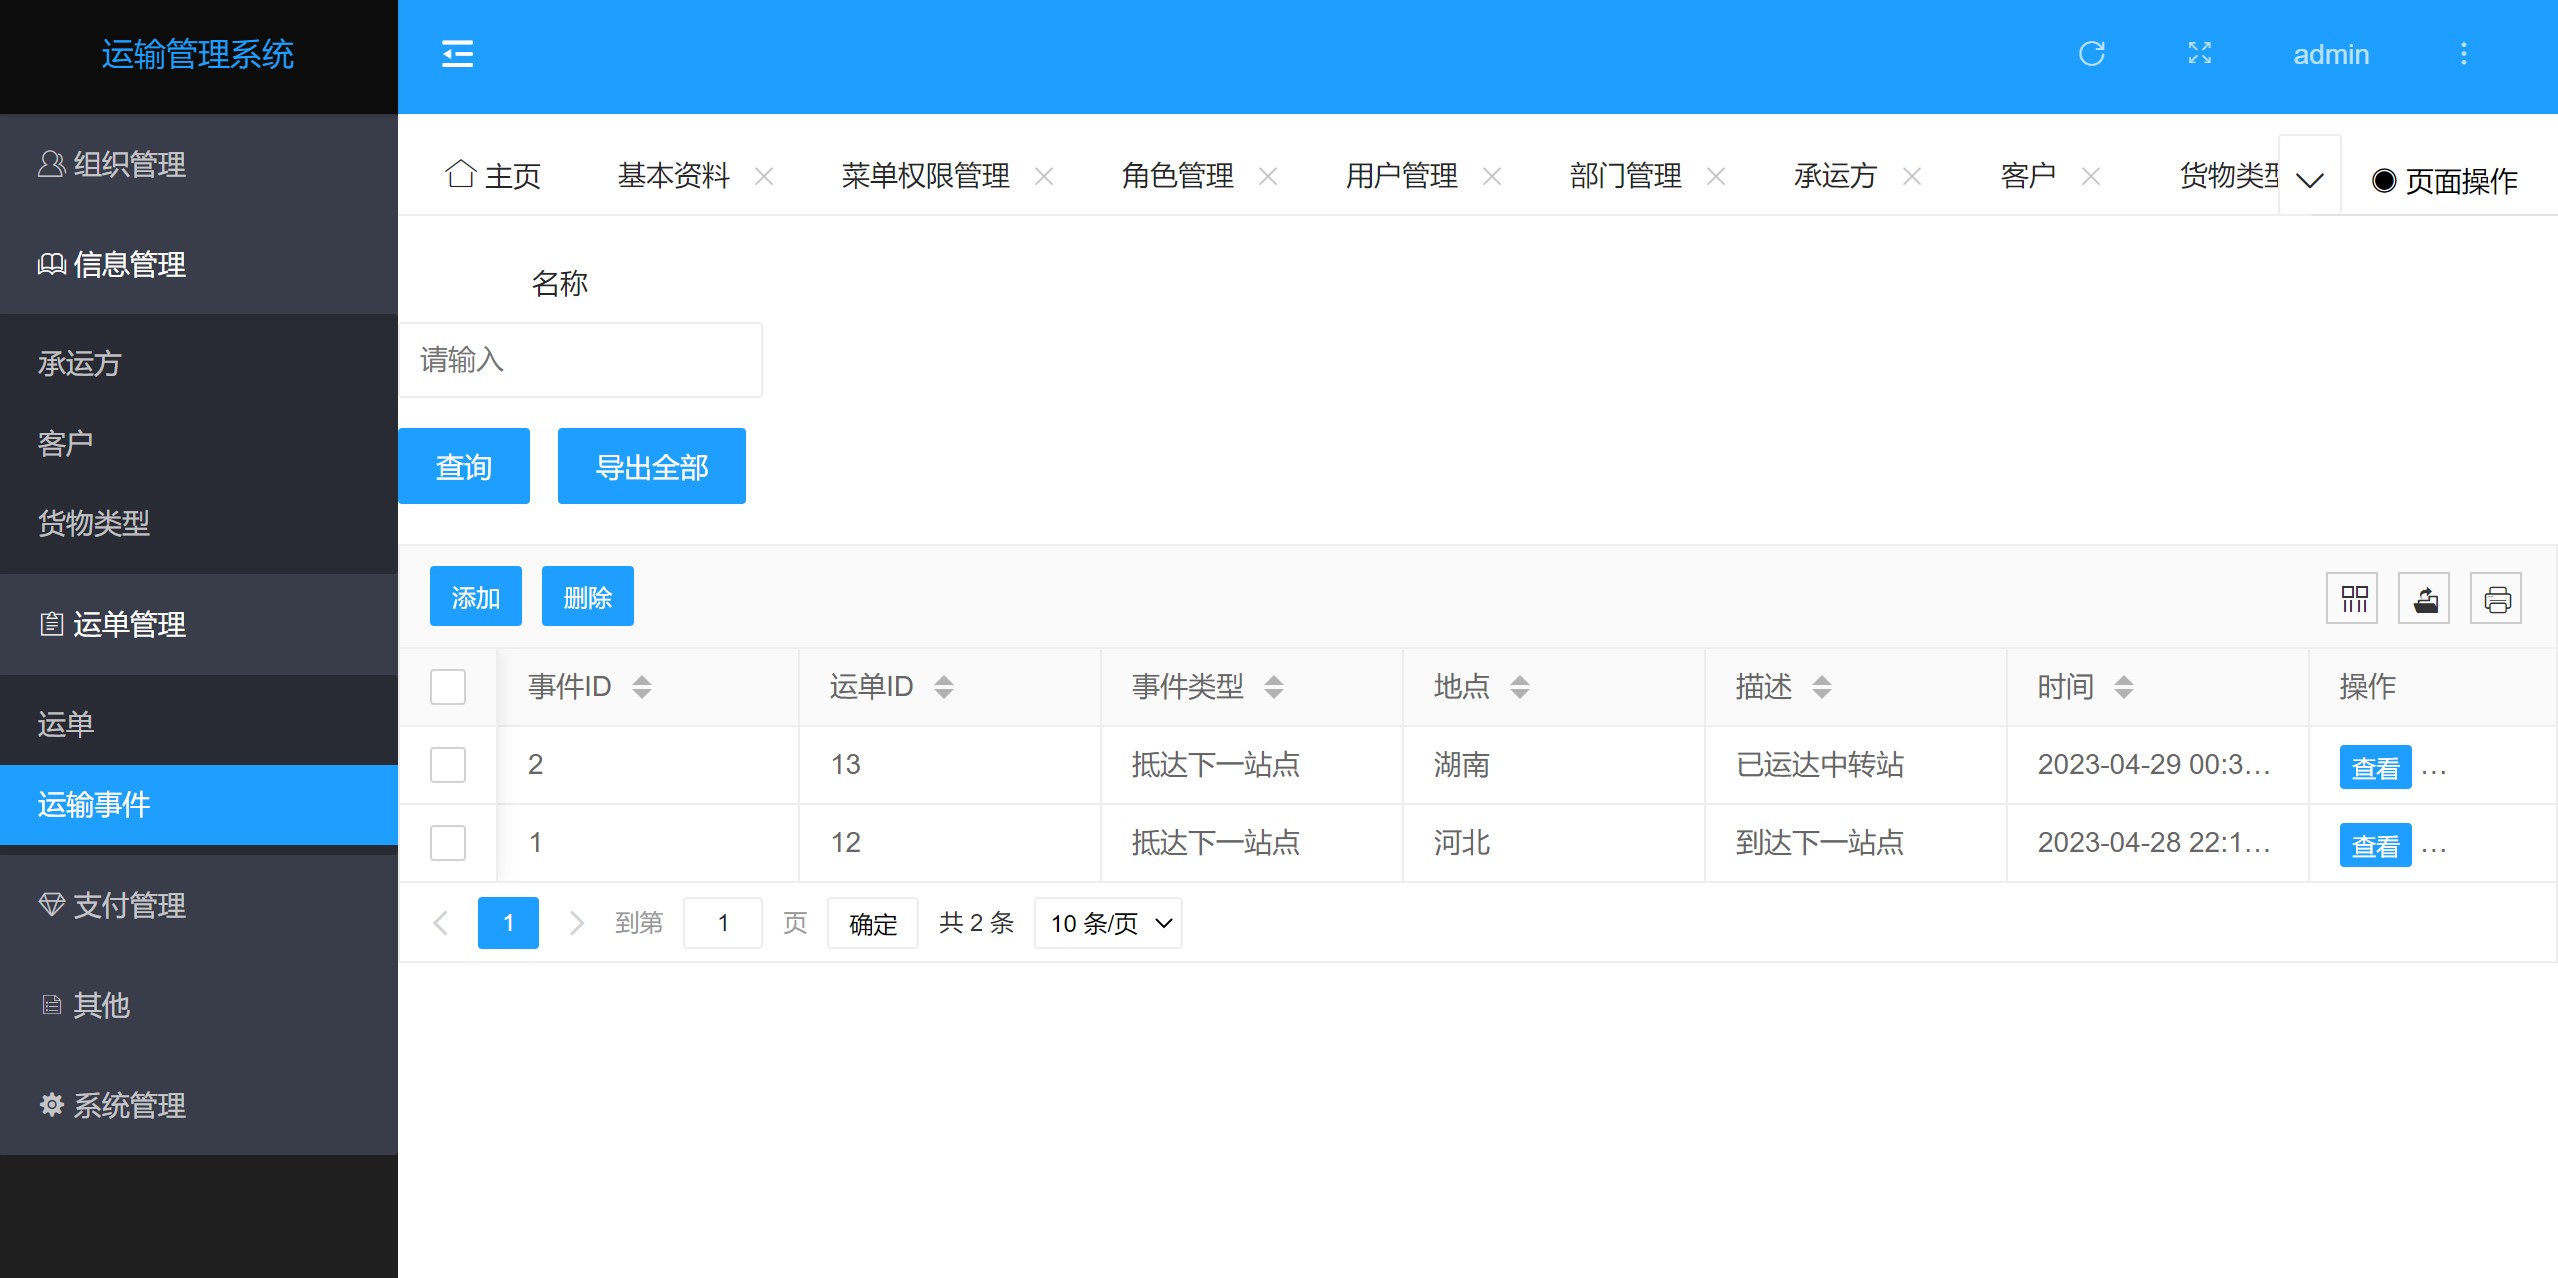 运输管理系统
admin
组织管理
信息管理
承运方
客户
货物类型
运单管理
运单
运输事件
支付管理
其他
系统管理
主页 基本资料 菜单权限管理 角色管理 用户管理 部门管理 承运方 客户 货物类型 页面操作
名称
请输入
查询 导出全部
添加 删除
事件ID 运单ID 事件类型 地点 描述 时间 操作
2 13 抵达下一站点 湖南 已运达中转站 2023-04-29 00:3... 查看 ...
1 12 抵达下一站点 河北 到达下一站点 2023-04-28 22:1... 查看 ...
1 到第 1 页 确定 共 2 条 10 条/页